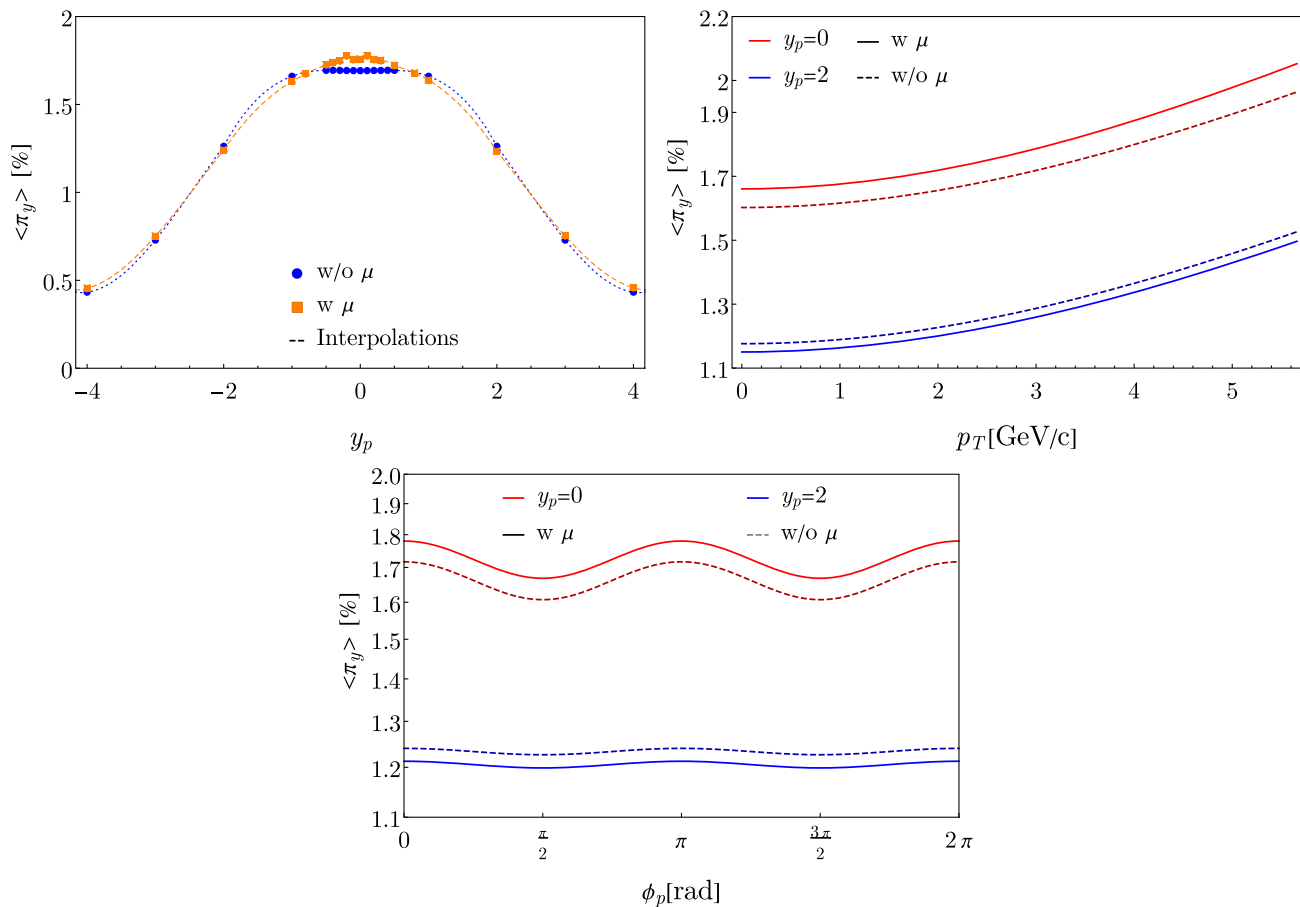 2
1.5
1
0.5
0
<π_y> [%]
w/o μ
w μ
-- Interpolations
−4 −2 0 2 4
y_p
2.2
2.1
2
1.9
1.7
1.5
1.3
1.1
<π_y> [%]
y_p=0 w μ
y_p=2 w/o μ
0 1 2 3 4 5
p_T[GeV/c]
2.0
1.9
1.8
1.7
1.6
1.5
1.4
1.3
1.2
1.1
<π_y> [%]
y_p=0 y_p=2
w μ w/o μ
0 π/2 π 3π/2 2π
ϕ_p[rad]